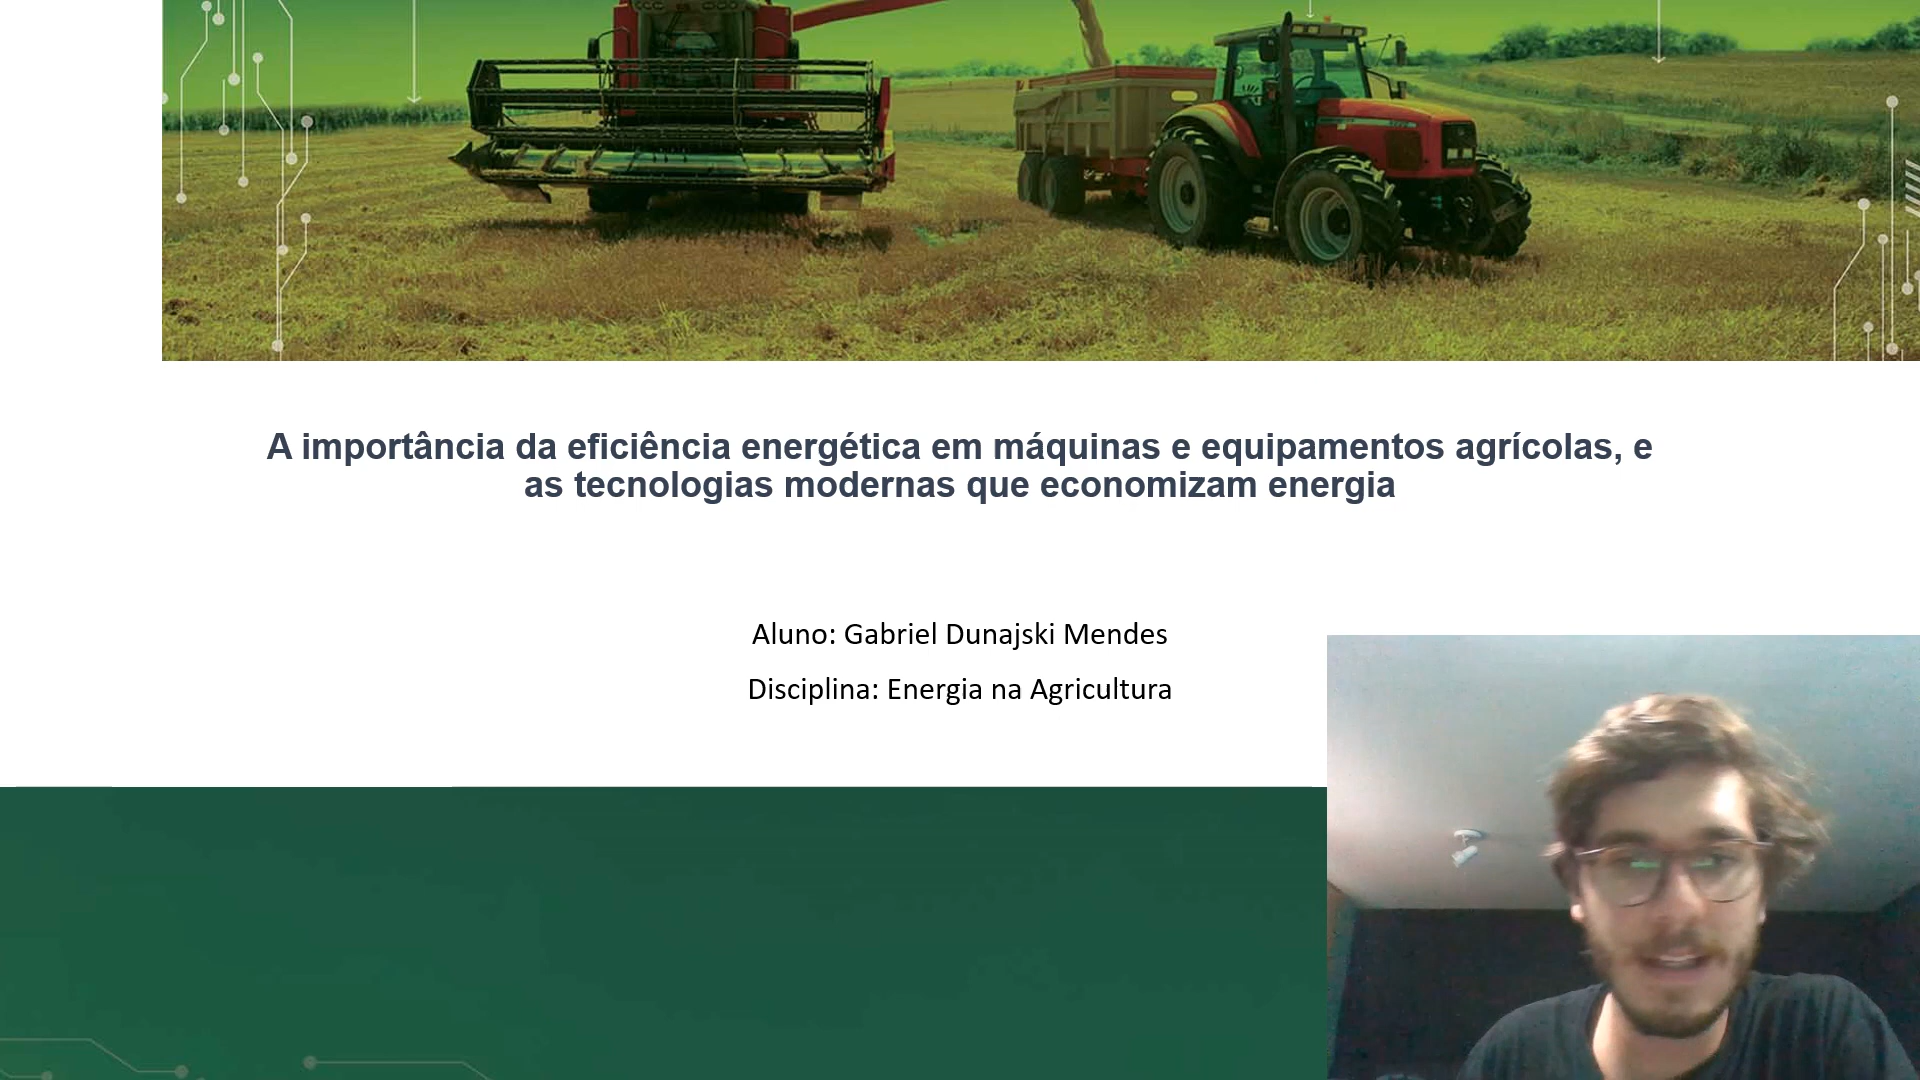 A importância da eficiência energética em máquinas e equipamentos agrícolas, e
as tecnologias modernas que economizam energia
Aluno: Gabriel Dunajski Mendes
Disciplina: Energia na Agricultura